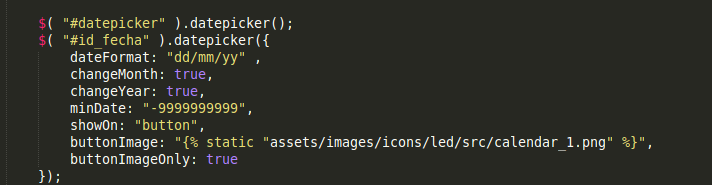 $( "#datepicker" ).datepicker();
$( "#id_fecha" ).datepicker({
dateFormat: "dd/mm/yy" ,
changeMonth: true,
changeYear: true,
minDate: "-9999999999",
showOn: "button",
buttonImage: "{% static "assets/images/icons/led/src/calendar_1.png" %}",
buttonImageOnly: true
});